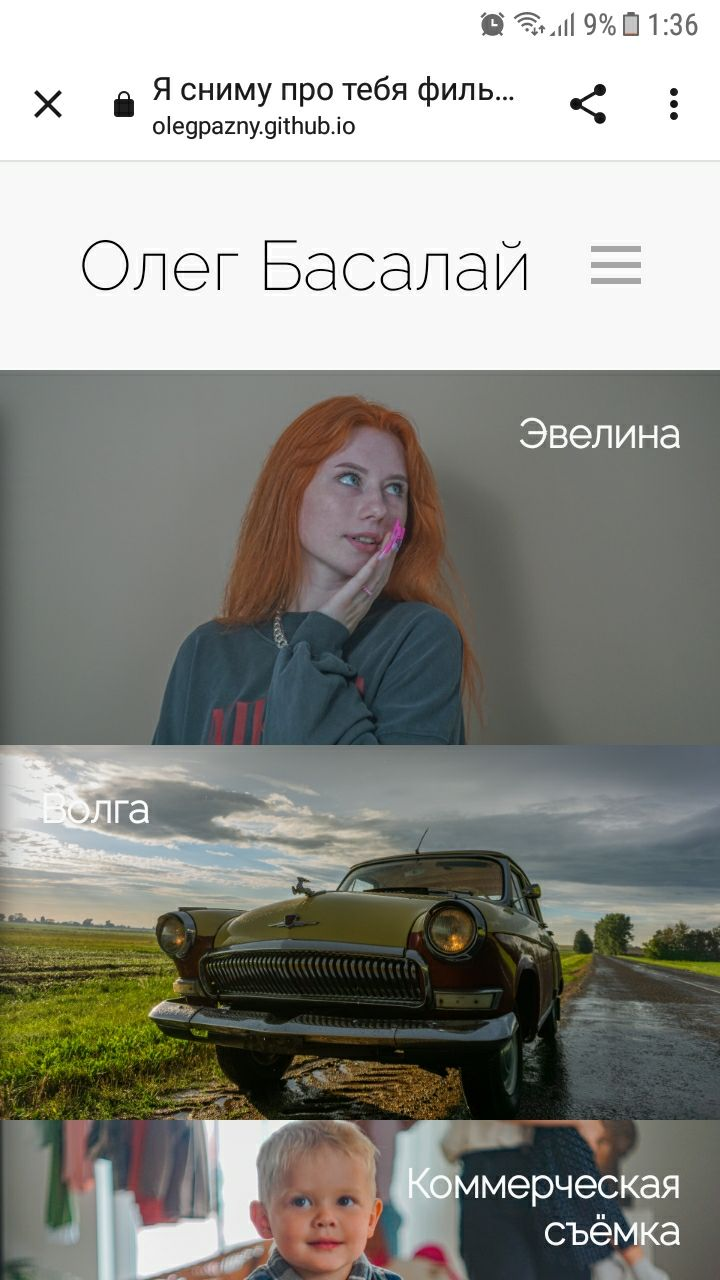 9% 1:36
Я сниму про тебя филь...
olegpazny.github.io
Олег Басалай
Эвелина
Волга
Коммерческая
съёмка